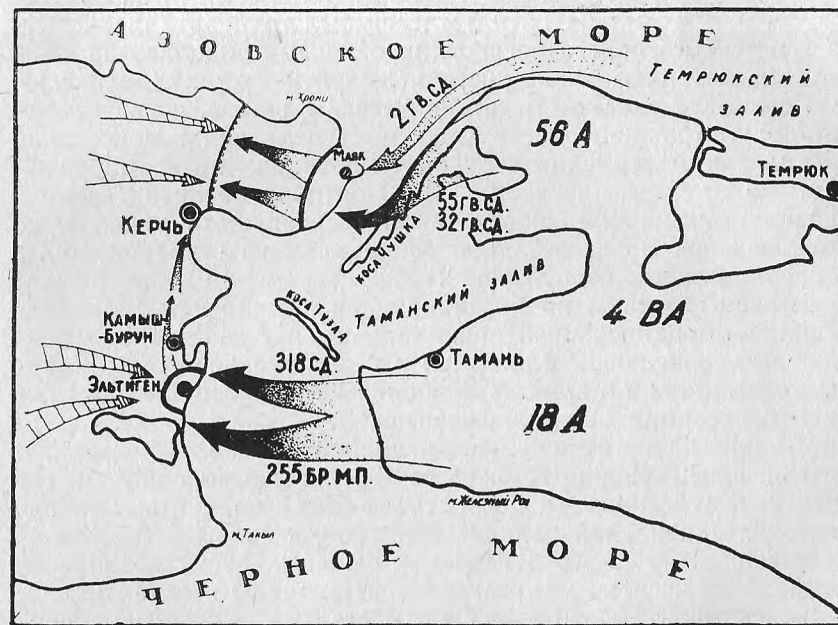 АЗОВСКОЕ МОРЕ
ТЕМРЮКСКИЙ
ЗАЛИВ
м. Хрони
2 ГВ.СД.
56 А
МАЯК
ТЕМРЮК
55 ГВ.СД.
32 ГВ.СД.
КЕРЧЬ
КОСА ЧУШКА
ТАМАНСКИЙ ЗАЛИВ
КОСА ТУЗЛА
4 ВА
КАМЫШ-
-БУРУН
318 СД.
ТАМАНЬ
ЭЛЬТИГЕН
18 А
255 БР. М.П.
м. ЖЕЛЕЗНЫЙ РОГ
м. ТАКЫЛ
ЧЕРНОЕ МОРЕ